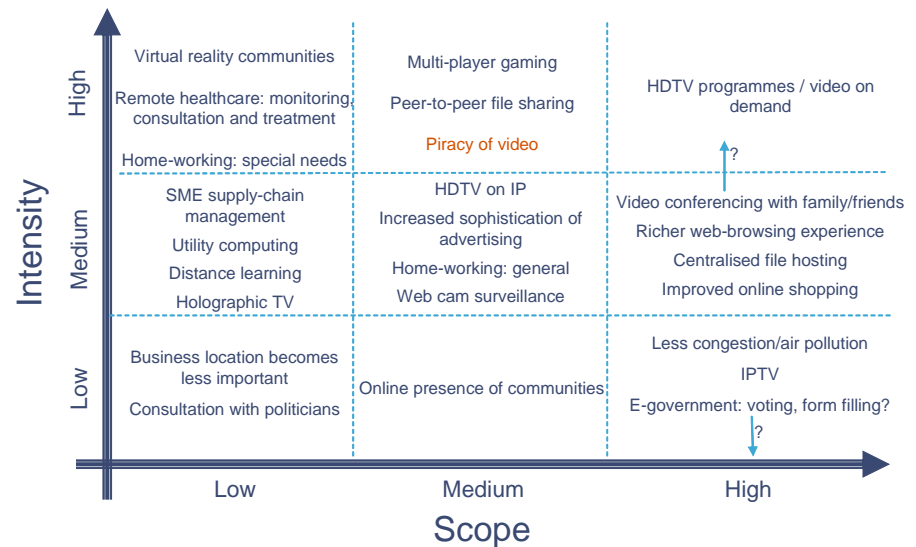 Intensity
High
Virtual reality communities
Remote healthcare: monitoring,
consultation and treatment
Home-working: special needs
Multi-player gaming
Peer-to-peer file sharing
Piracy of video
HDTV programmes / video on
demand
?
Medium
SME supply-chain
management
Utility computing
Distance learning
Holographic TV
HDTV on IP
Increased sophistication of
advertising
Home-working: general
Web cam surveillance
Video conferencing with family/friends
Richer web-browsing experience
Centralised file hosting
Improved online shopping
Low
Business location becomes
less important
Consultation with politicians
Online presence of communities
Less congestion/air pollution
IPTV
E-government: voting, form filling?
?
Low
Medium
High
Scope